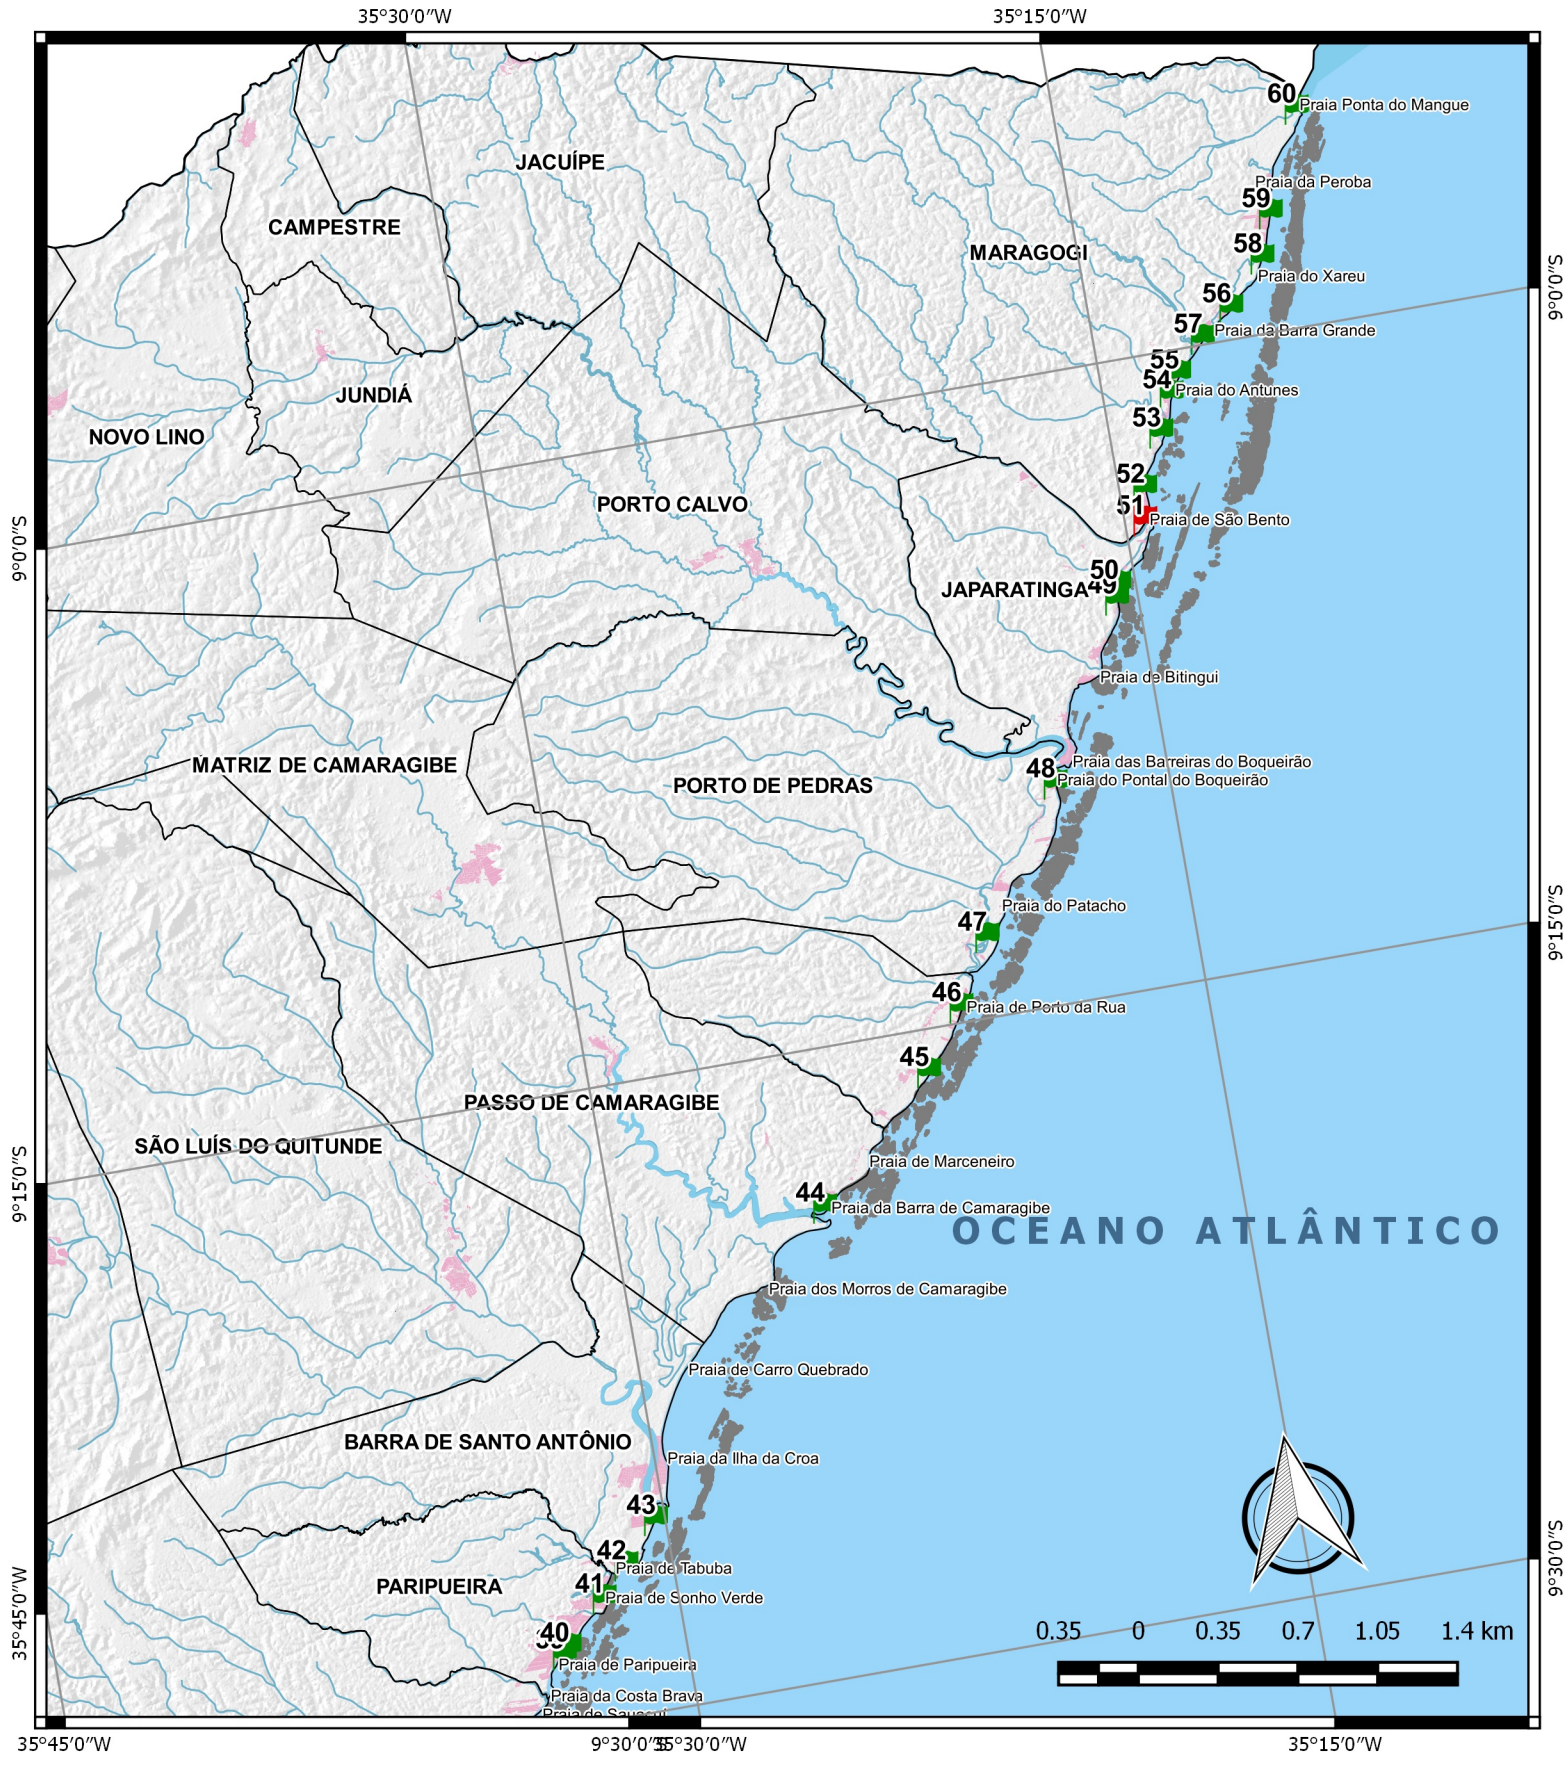 35°30′0″W
35°15′0″W
60
Praia Ponta do Mangue
JACUÍPE
Praia da Peroba
59
CAMPESTRE
58
MARAGOGI
Praia do Xareu
56
9°0′0″S
57
Praia da Barra Grande
55
54
Praia do Antunes
JUNDIÁ
53
NOVO LINO
52
PORTO CALVO
51
Praia de São Bento
9°0′0″S
50
JAPARATINGA
49
Praia de Bitingui
MATRIZ DE CAMARAGIBE
Praia das Barreiras do Boqueirão
48
Praia do Pontal do Boqueirão
PORTO DE PEDRAS
Praia do Patacho
47
9°15′0″S
46
Praia de Porto da Rua
45
PASSO DE CAMARAGIBE
SÃO LUÍS DO QUITUNDE
Praia de Marceneiro
9°15′0″S
44
Praia da Barra de Camaragibe
OCEANO ATLÂNTICO
Praia dos Morros de Camaragibe
Praia de Carro Quebrado
BARRA DE SANTO ANTÔNIO
Praia da Ilha da Croa
43
42
Praia de Tabuba
9°30′0″S
41
PARIPUEIRA
Praia de Sonho Verde
35°45′0″W
40
0.35 0 0.35 0.7 1.05 1.4 km
Praia de Paripueira
Praia da Costa Brava
35°45′0″W
9°30′0″S
35°30′0″W
35°15′0″W